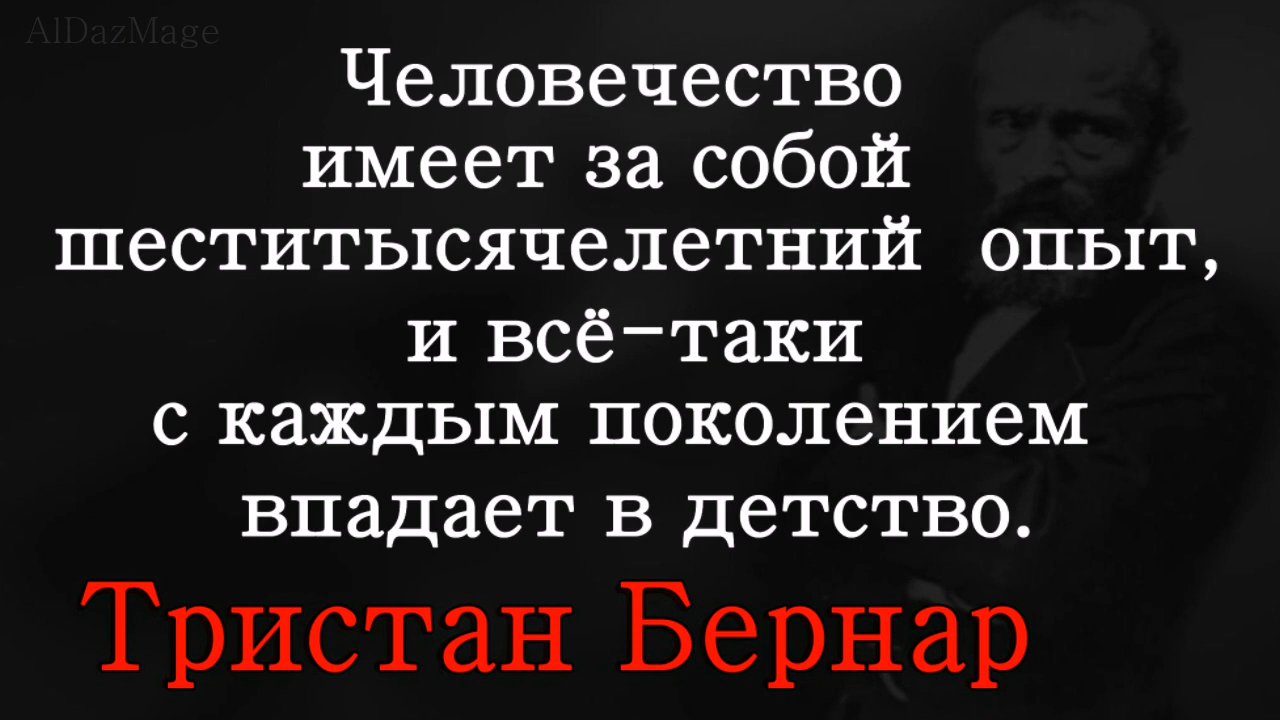 AlDazMage
Человечество
имеет за собой
шеститысячелетний опыт,
и всё-таки
с каждым поколением
впадает в детство.
Тристан Бернар